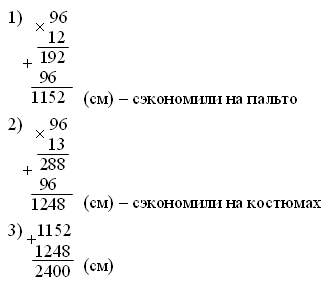 1) × 96
12
+ 192
96
1152 (см) – сэкономили на пальто
2) × 96
13
+ 288
96
1248 (см) – сэкономили на костюмах
3) + 1152
1248
2400 (см)